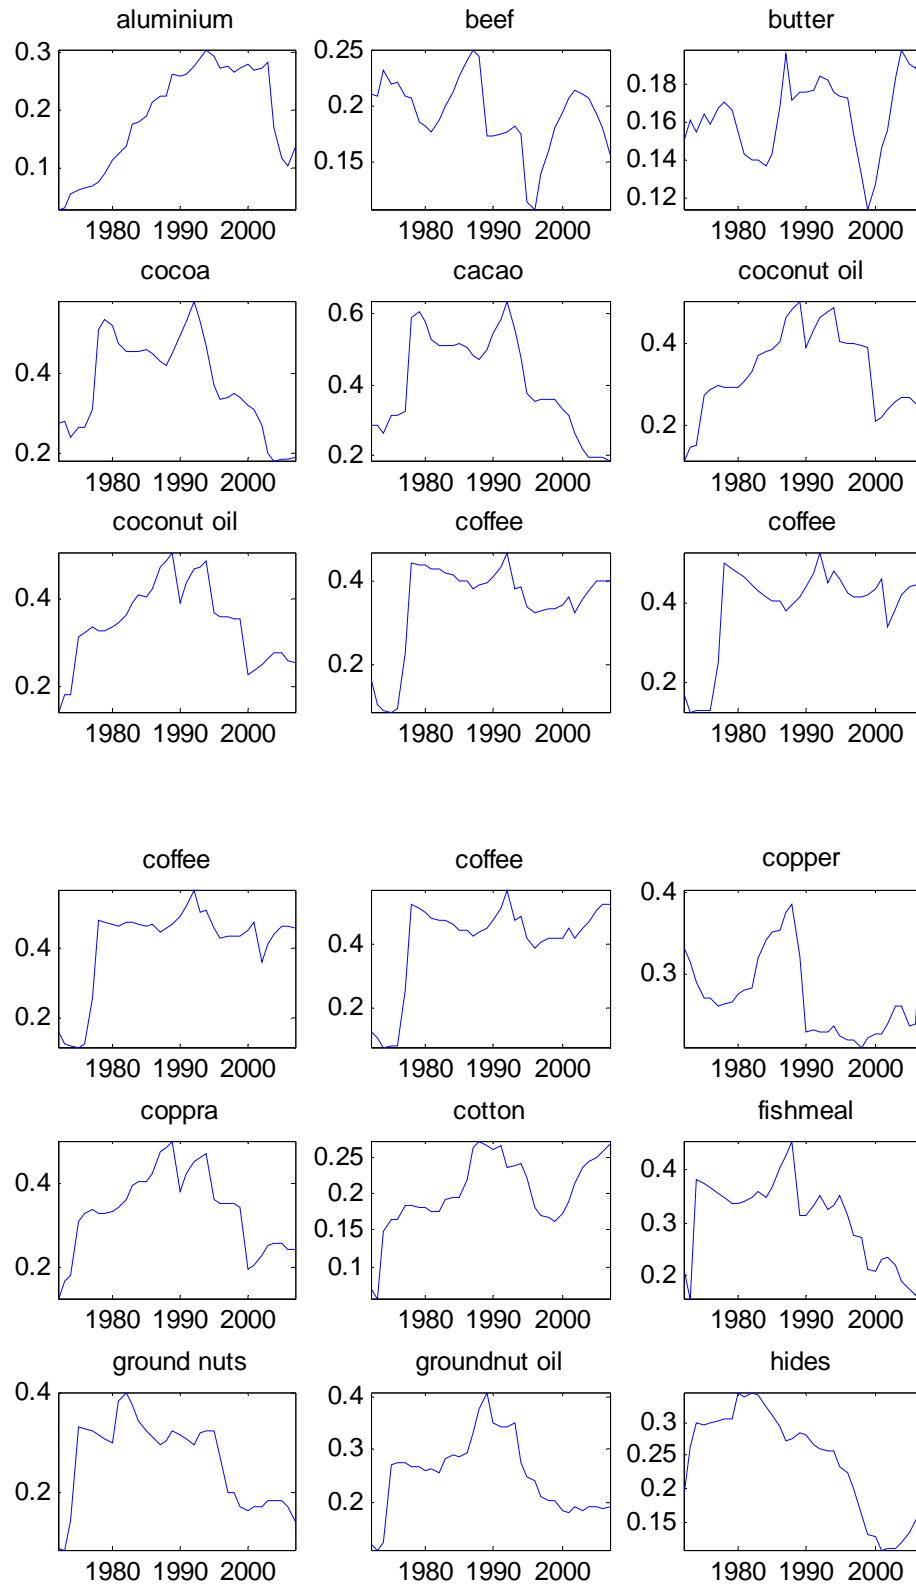 aluminium beef butter
0.3 0.25 0.18
0.2 0.2 0.16
0.1 0.15 0.14
0.12
1980 1990 2000 1980 1990 2000 1980 1990 2000
cocoa cacao coconut oil
0.4 0.6 0.4
0.2 0.4 0.2
0.2
1980 1990 2000 1980 1990 2000 1980 1990 2000
coconut oil coffee coffee
0.4 0.4 0.4
0.2 0.2 0.2
1980 1990 2000 1980 1990 2000 1980 1990 2000
coffee coffee copper
0.4 0.4 0.4
0.2 0.2 0.3
1980 1990 2000 1980 1990 2000 1980 1990 2000
coppra cotton fishmeal
0.4 0.25 0.4
0.2 0.2 0.3
0.15 0.2
0.1
1980 1990 2000 1980 1990 2000 1980 1990 2000
ground nuts groundnut oil hides
0.4 0.4 0.3
0.2 0.3 0.25
0.2 0.2
0.15
1980 1990 2000 1980 1990 2000 1980 1990 2000